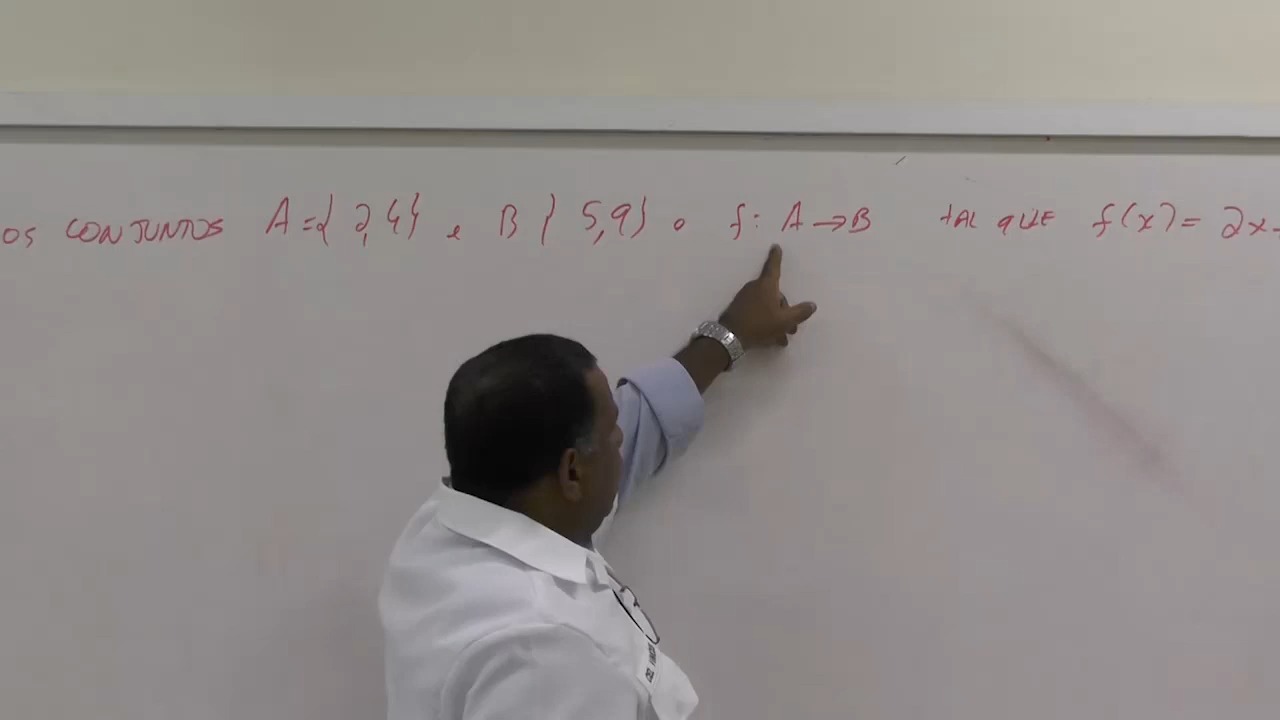 OS CONJUNTOS A={2,4} e B{5,9} o f: A→B tAL qUE f(x)= 2x-